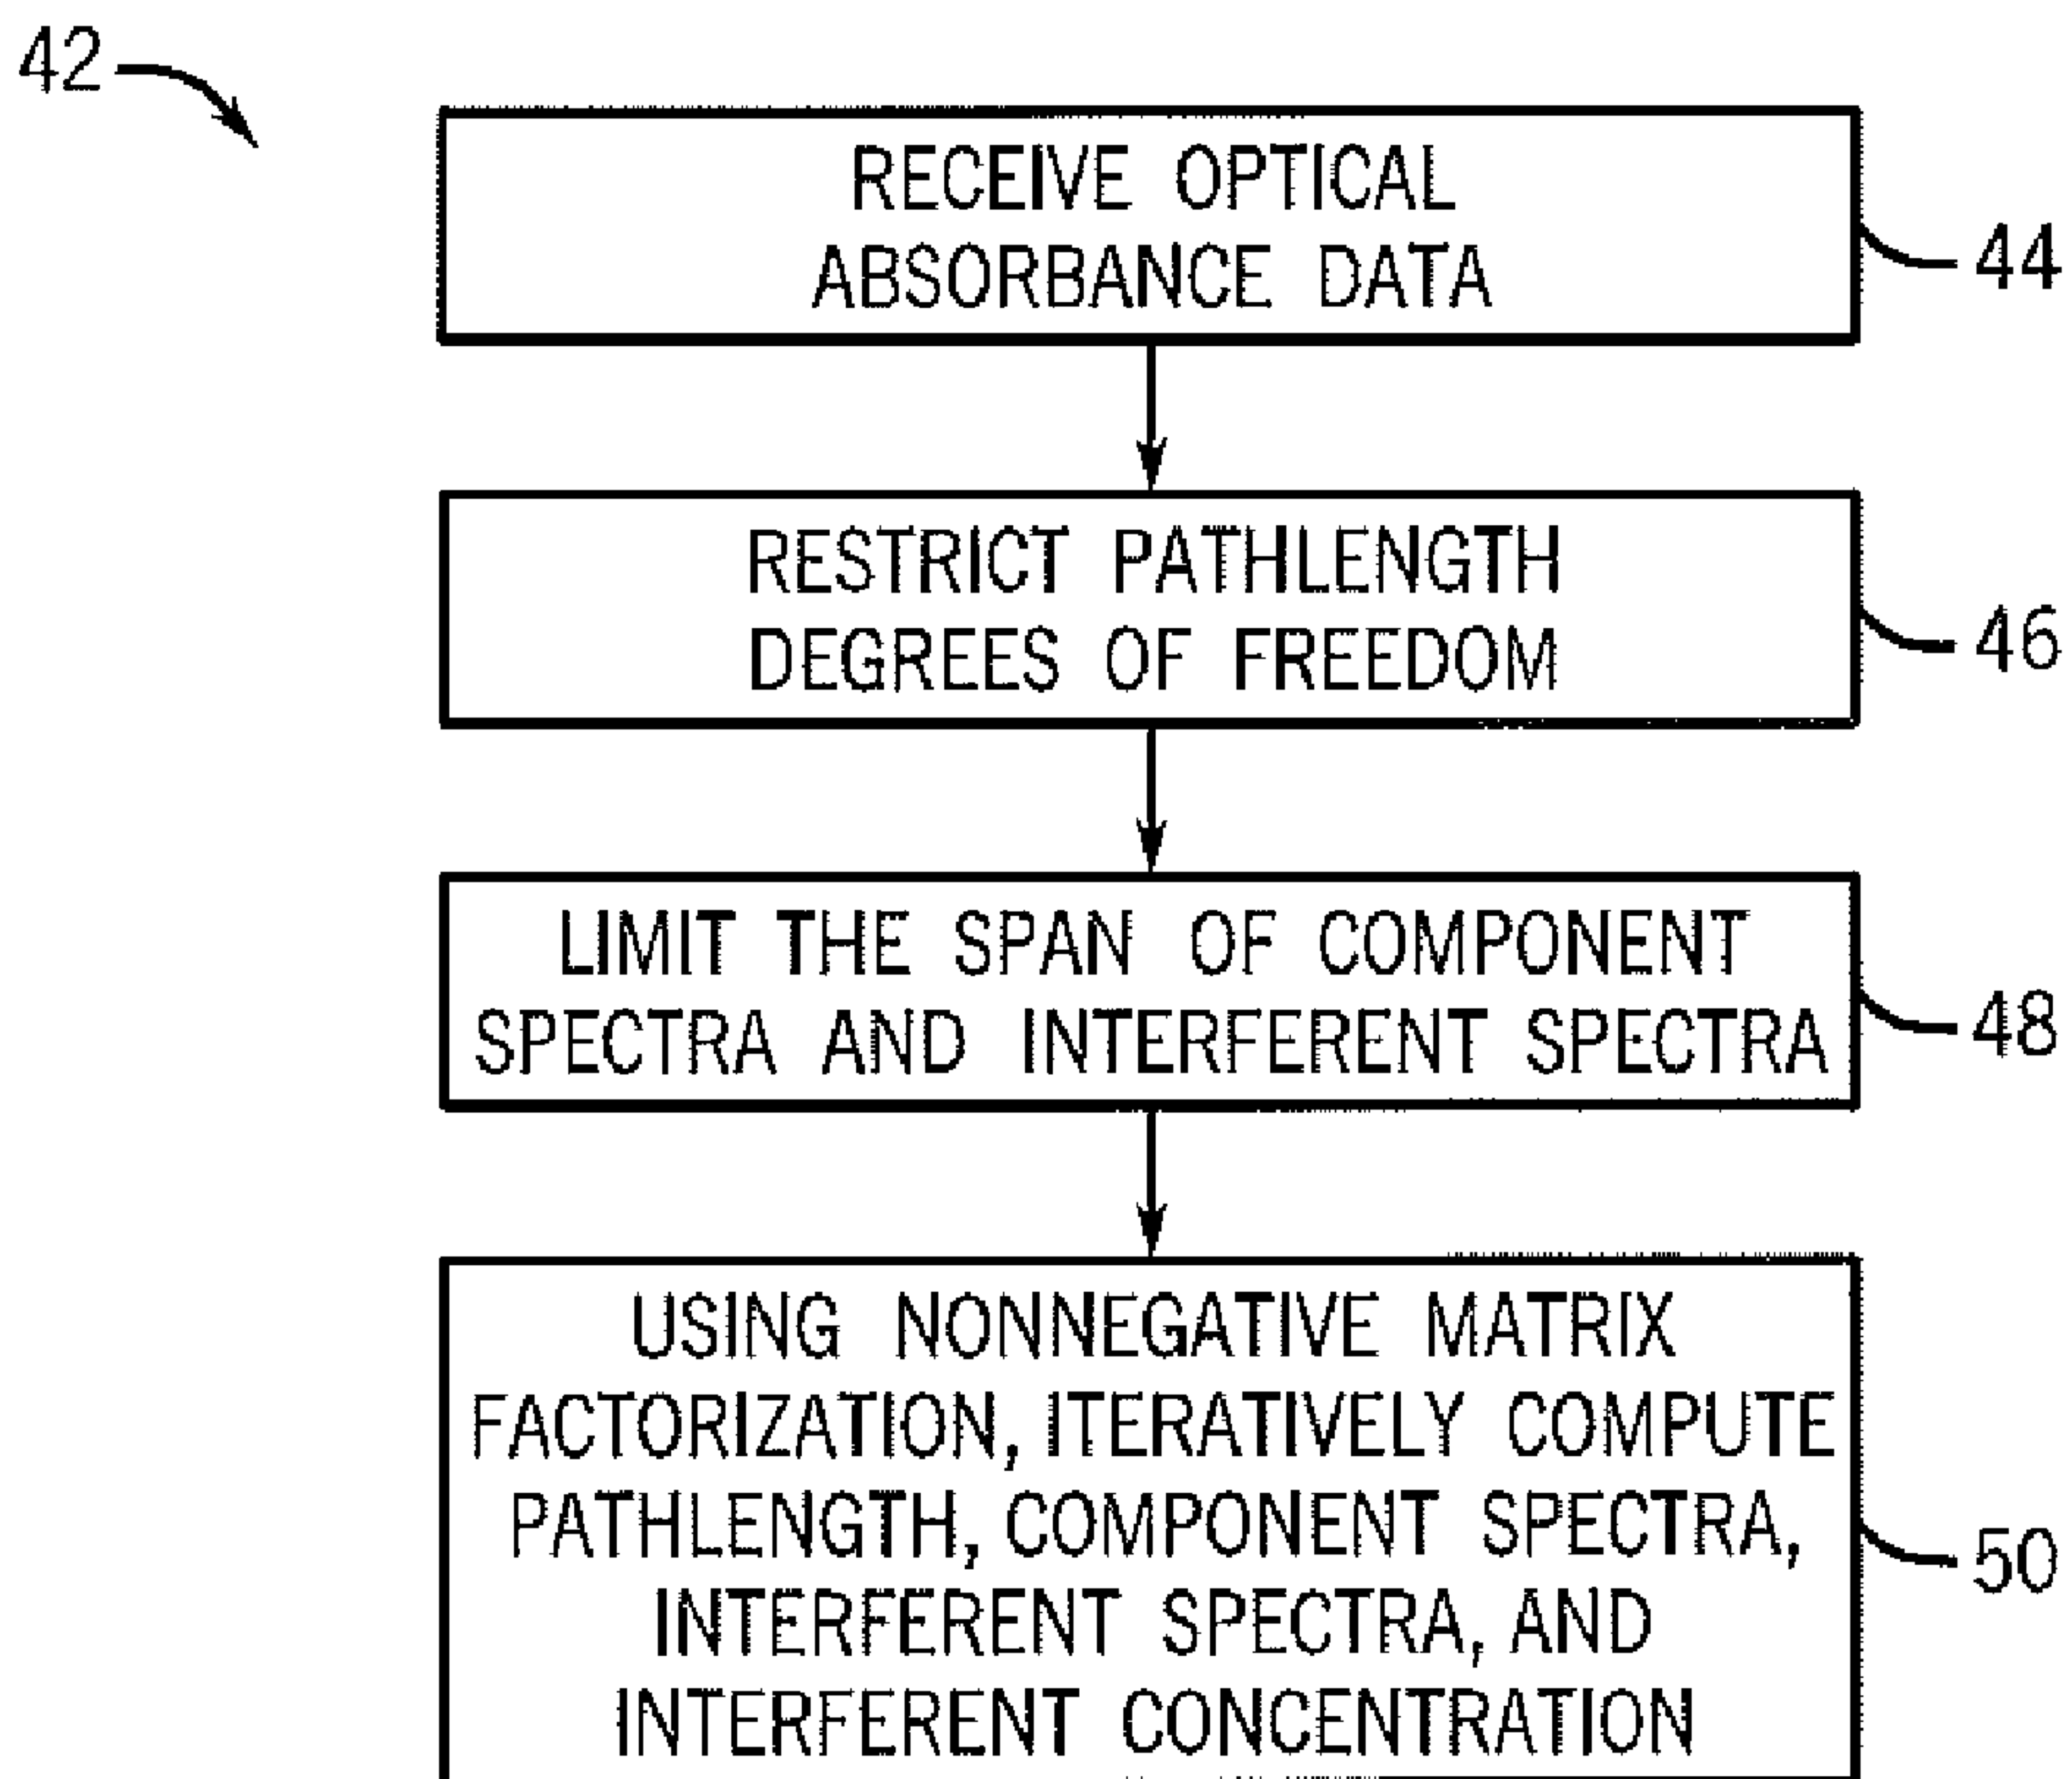 42
RECEIVE OPTICAL
ABSORBANCE DATA
44
RESTRICT PATHLENGTH
DEGREES OF FREEDOM
46
LIMIT THE SPAN OF COMPONENT
SPECTRA AND INTERFERENT SPECTRA
48
USING NONNEGATIVE MATRIX
FACTORIZATION, ITERATIVELY COMPUTE
PATHLENGTH, COMPONENT SPECTRA,
INTERFERENT SPECTRA, AND
INTERFERENT CONCENTRATION
50